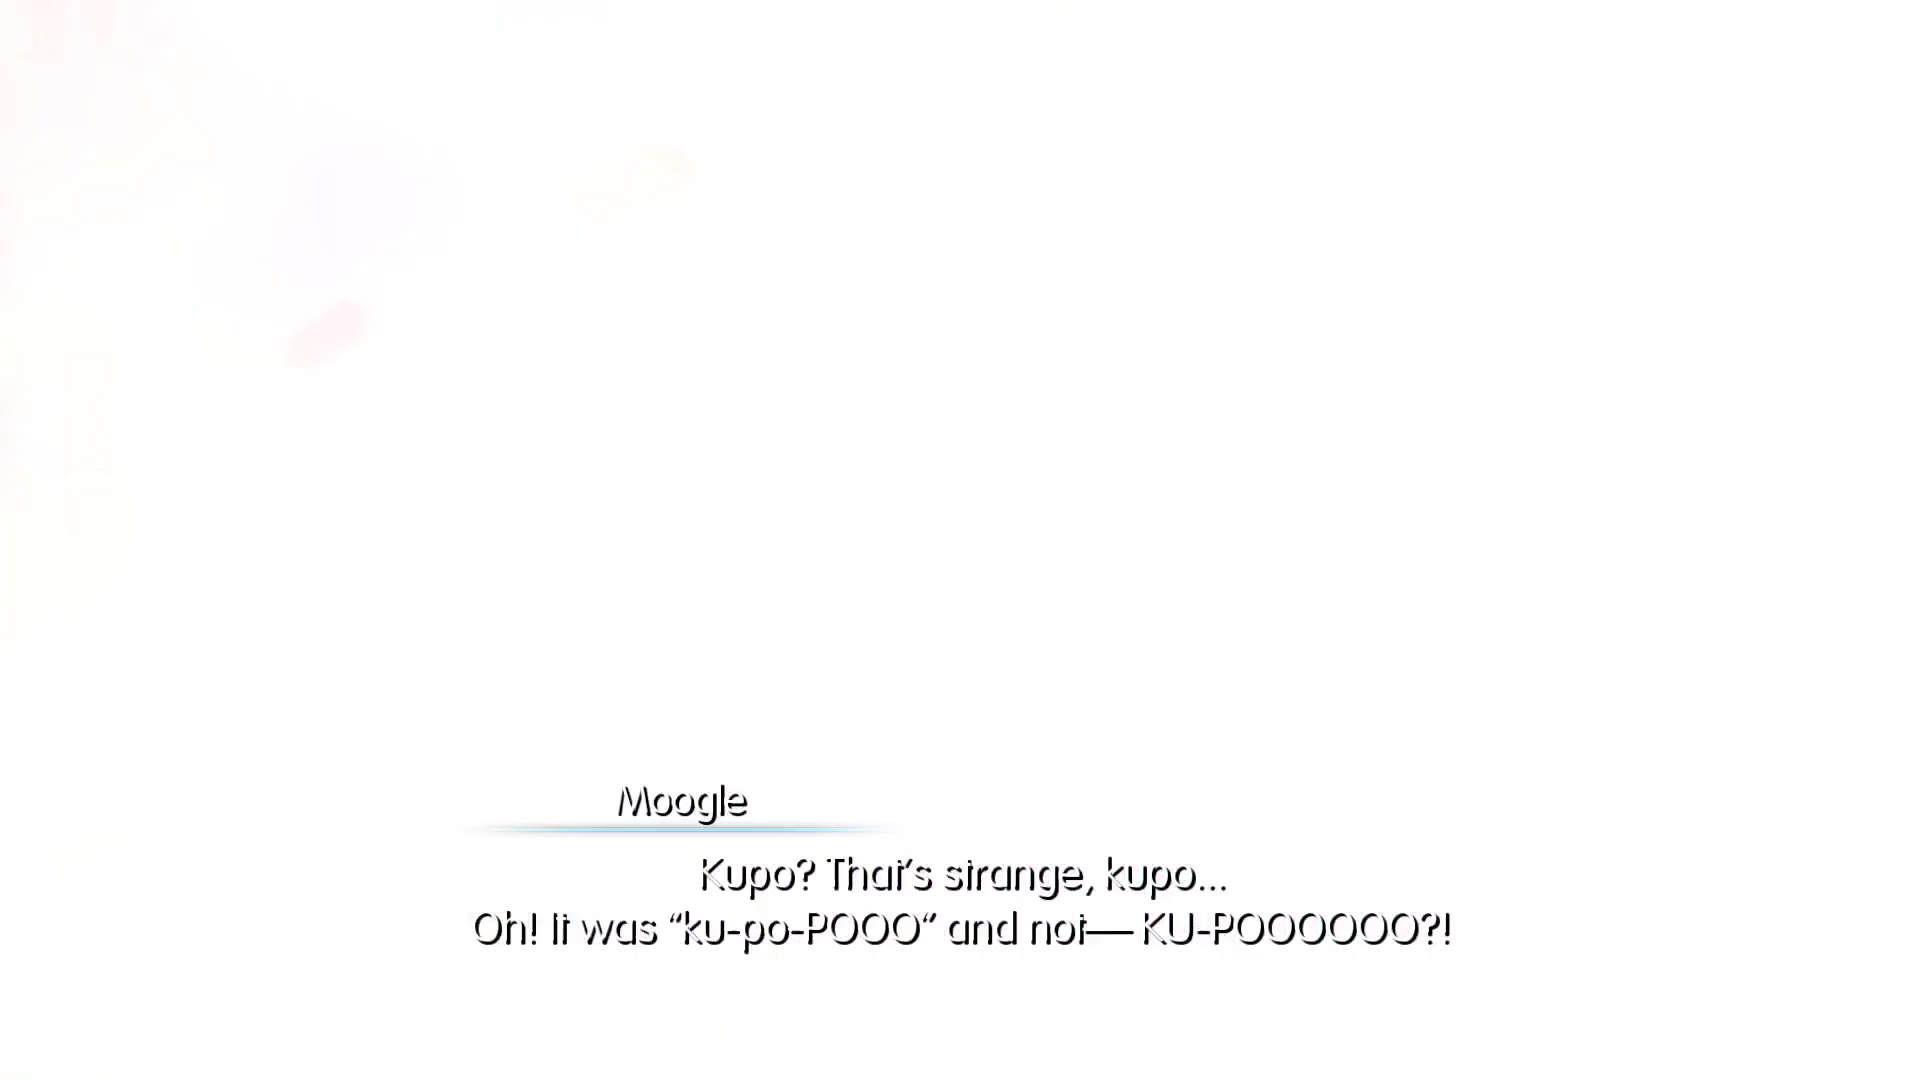 Moogle
Kupo? That's strange, kupo...
Oh! It was “ku-po-POOO” and not— KU-POOOOOO?!